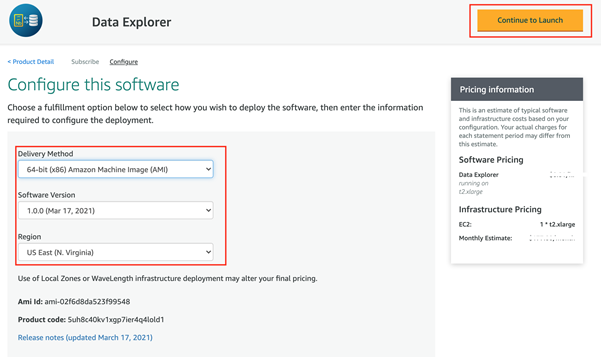 Data Explorer
Continue to Launch
< Product Detail Subscribe Configure
Configure this software
Choose a fulfillment option below to select how you wish to deploy the software, then enter the information
required to configure the deployment.
Delivery Method
64-bit (x86) Amazon Machine Image (AMI)
Software Version
1.0.0 (Mar 17, 2021)
Region
US East (N. Virginia)
Use of Local Zones or WaveLength infrastructure deployment may alter your final pricing.
Ami Id: ami-02f6d8da523f99548
Product code: 5uh8c40kv1xgp7ier4q4lold1
Release notes (updated March 17, 2021)
Pricing information
This is an estimate of typical software
and infrastructure costs based on your
configuration. Your actual charges for
each statement period may differ from
this estimate.
Software Pricing
Data Explorer
running on
t2.xlarge
Infrastructure Pricing
EC2: 1 * t2.xlarge
Monthly Estimate: